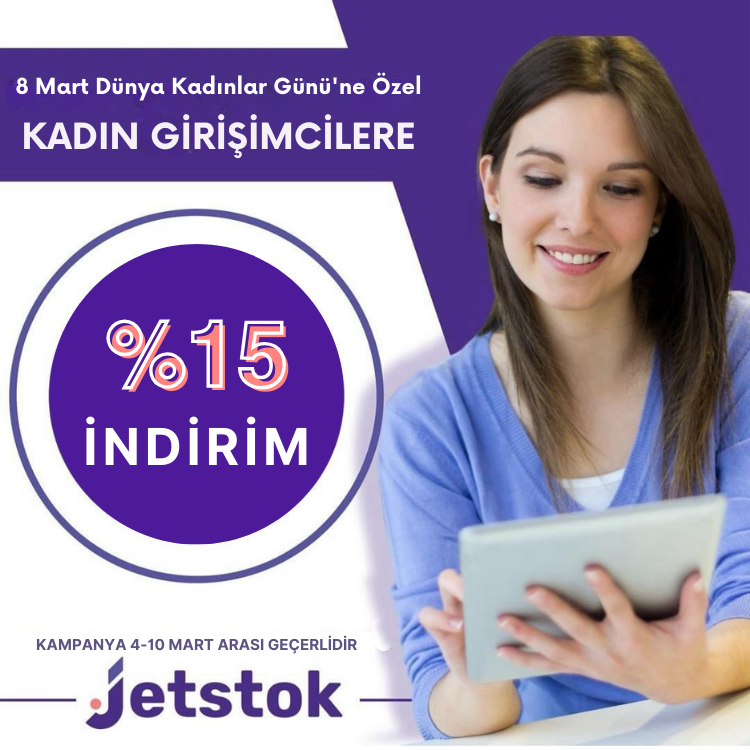 8 Mart Dünya Kadınlar Günü'ne Özel
KADIN GİRİŞİMCİLERE
%15
İNDİRİM
KAMPANYA 4-10 MART ARASI GEÇERLİDİR
jetstok